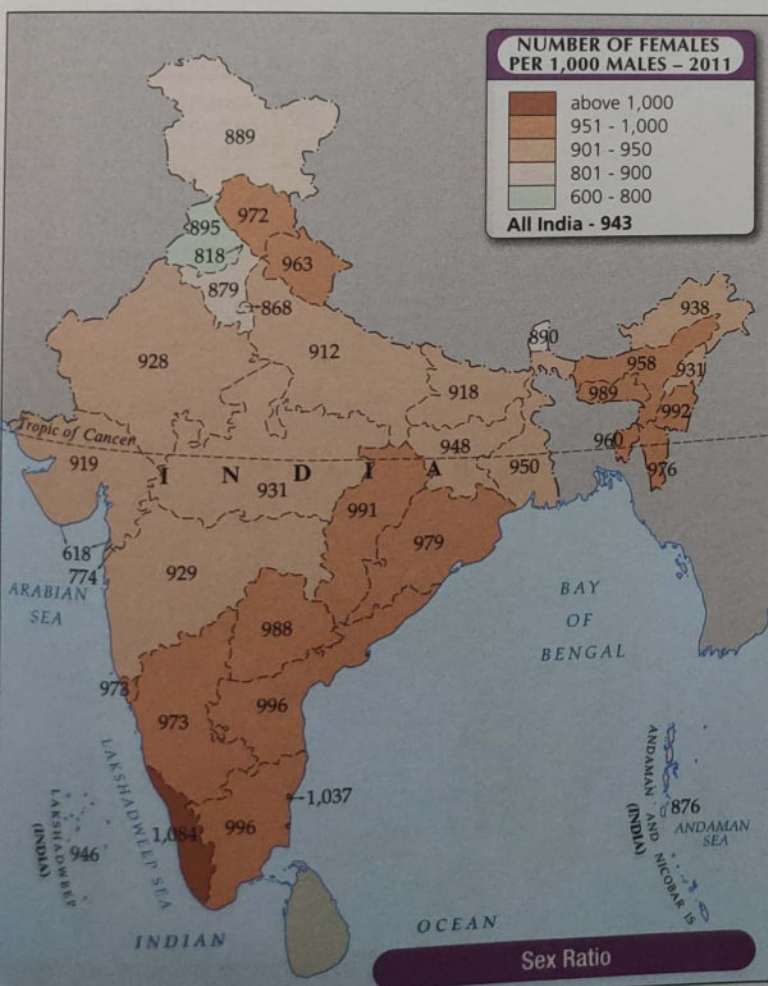 NUMBER OF FEMALES
PER 1,000 MALES – 2011
above 1,000
951 - 1,000
901 - 950
801 - 900
600 - 800
All India - 943
889
972
895
818
963
879
868
938
890
928
912
958
931
918
989
992
Tropic of Cancer
948
960
919
950
976
I N D I A
931
991
979
618
774
929
ARABIAN
SEA
BAY
OF
BENGAL
988
973
973
996
1,037
LAKSHADWEEP SEA
LAKSHADWEEP
(INDIA)
946
1,084
996
ANDAMAN AND NICOBAR IS
(INDIA)
876
ANDAMAN
SEA
INDIAN OCEAN
Sex Ratio